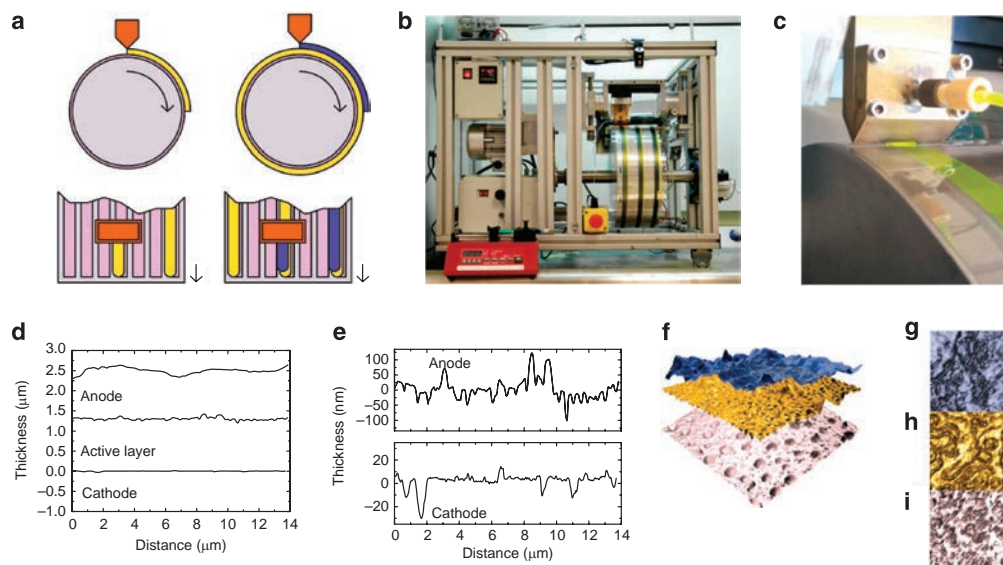 a
b
c
d
3.0
2.5
2.0
1.5
1.0
0.5
0.0
–0.5
–1.0
Thickness (μm)
Anode
Active layer
Cathode
0 2 4 6 8 10 12 14
Distance (μm)
e
100
50
0
–50
–100
Thickness (nm)
Anode
20
0
–20
Thickness (nm)
Cathode
0 2 4 6 8 10 12 14
Distance (μm)
f
g
h
i